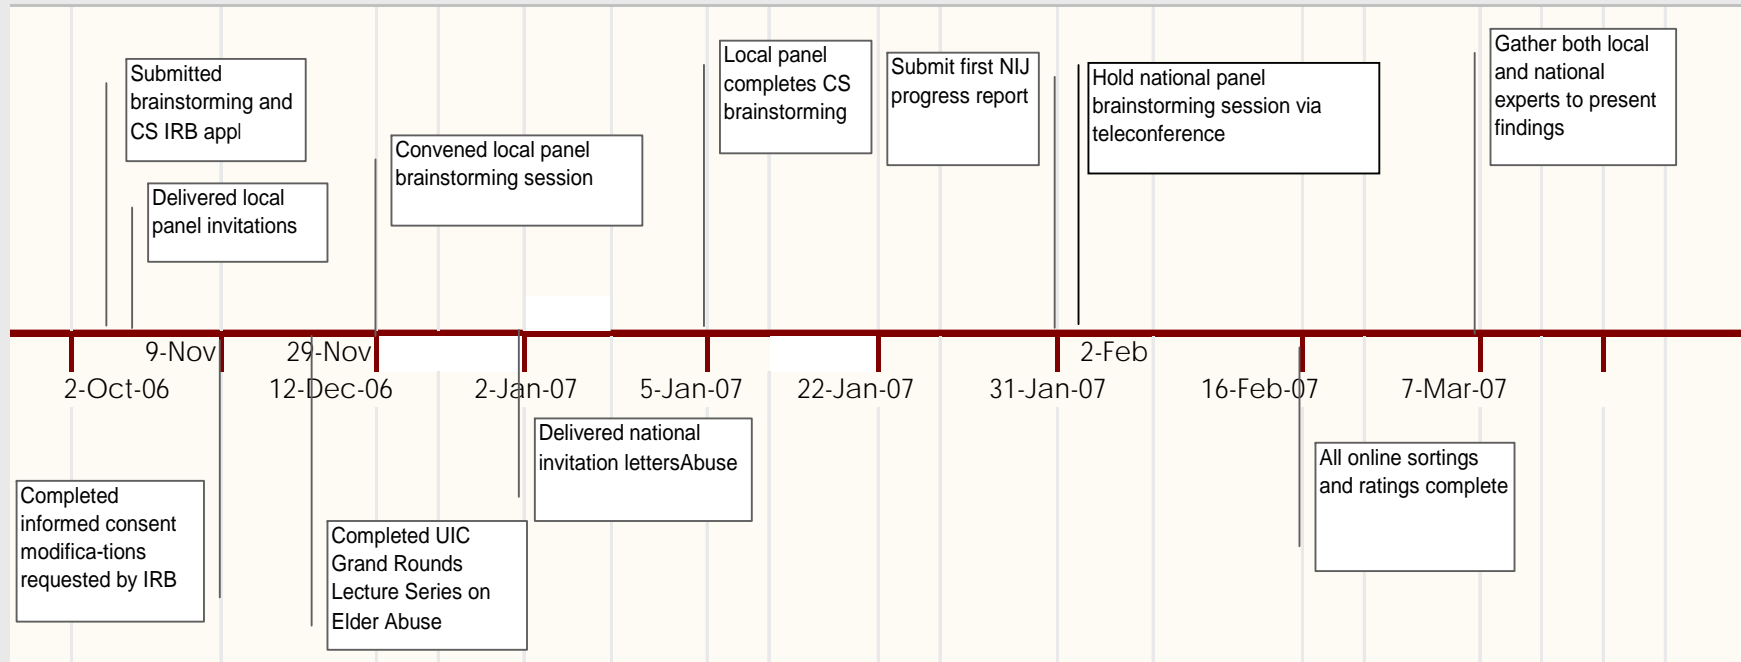 Submitted
brainstorming and
CS IRB appl
Delivered local
panel invitations
Convened local panel
brainstorming session
Local panel
completes CS
brainstorming
Submit first NIJ
progress report
Hold national panel
brainstorming session via
teleconference
Gather both local
and national
experts to present
findings
9-Nov
29-Nov
2-Feb
2-Oct-06
12-Dec-06
2-Jan-07
5-Jan-07
22-Jan-07
31-Jan-07
16-Feb-07
7-Mar-07
Completed
informed consent
modifica-tions
requested by IRB
Completed UIC
Grand Rounds
Lecture Series on
Elder Abuse
Delivered national
invitation lettersAbuse
All online sortings
and ratings complete